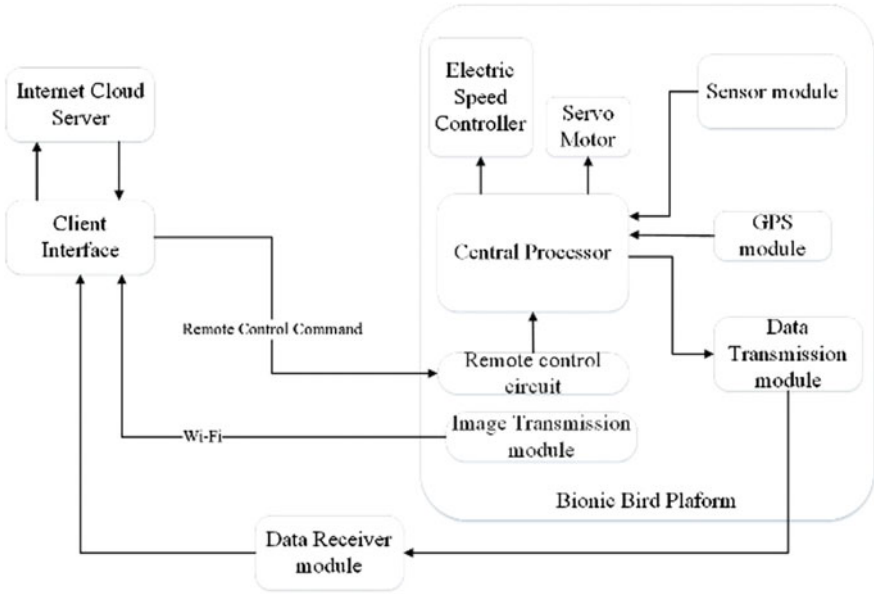 Electric
Speed
Controller
Sensor module
Internet Cloud
Server
Servo
Motor
Client
Interface
GPS
module
Central Processor
Data
Transmission
module
Remote Control Command
Remote control
circuit
Image Transmission
module
Wi-Fi
Bionic Bird Plaform
Data Receiver
module